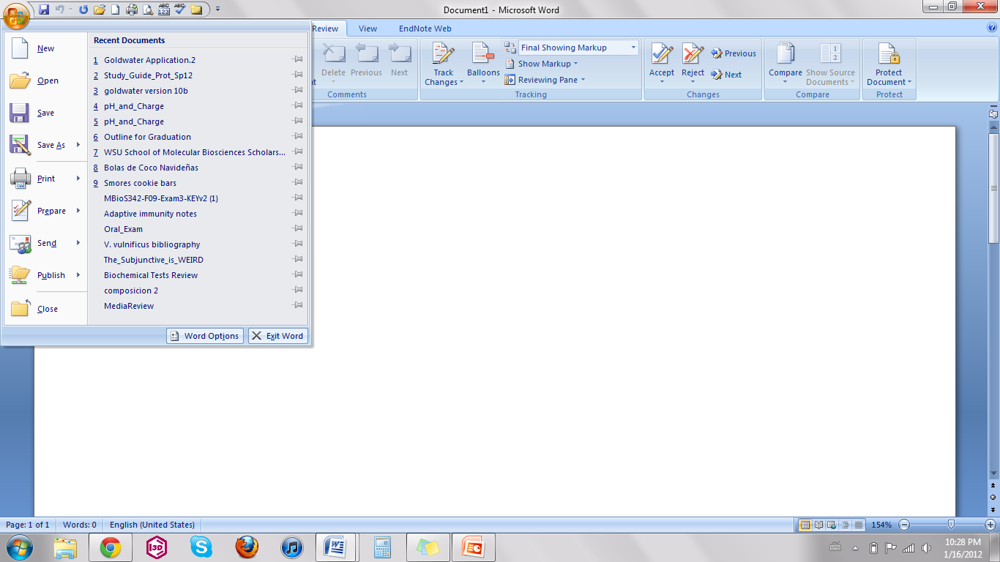 Document1 - Microsoft Word
ABC
123
ABC
Review View EndNote Web
New
Open
Save
Save As
Print
Prepare
Send
Publish
Close
Recent Documents
1 Goldwater Application.2
2 Study_Guide_Prot_Sp12
3 goldwater version 10b
4 pH_and_Charge
5 pH_and_Charge
6 Outline for Graduation
7 WSU School of Molecular Biosciences Scholars...
8 Bolas de Coco Navideñas
9 Smores cookie bars
MBioS342-F09-Exam3-KEYv2 (1)
Adaptive immunity notes
Oral_Exam
V. vulnificus bibliography
The_Subjunctive_is_WEIRD
Biochemical Tests Review
composicion 2
MediaReview
Word Options Exit Word
nt Delete Previous Next
Comments
Track
Changes
Balloons
Final Showing Markup
Show Markup
Reviewing Pane
Tracking
Accept Reject
Previous
Next
Changes
Compare
Show Source
Documents
Compare
Protect
Document
Protect
Page: 1 of 1 Words: 0 English (United States) 154%
10:28 PM
1/16/2012